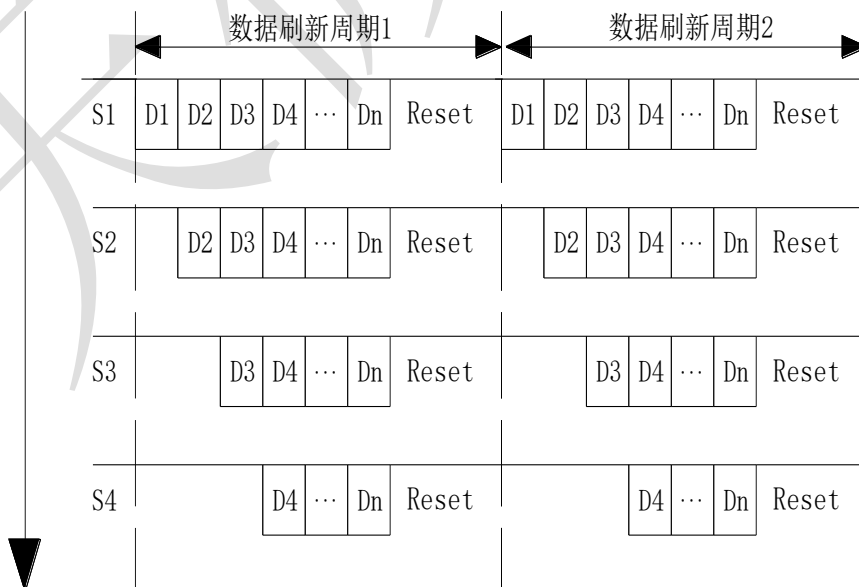 数据刷新周期1 数据刷新周期2
S1 D1 D2 D3 D4 ··· Dn Reset D1 D2 D3 D4 ··· Dn Reset
S2 D2 D3 D4 ··· Dn Reset D2 D3 D4 ··· Dn Reset
S3 D3 D4 ··· Dn Reset D3 D4 ··· Dn Reset
S4 D4 ··· Dn Reset D4 ··· Dn Reset